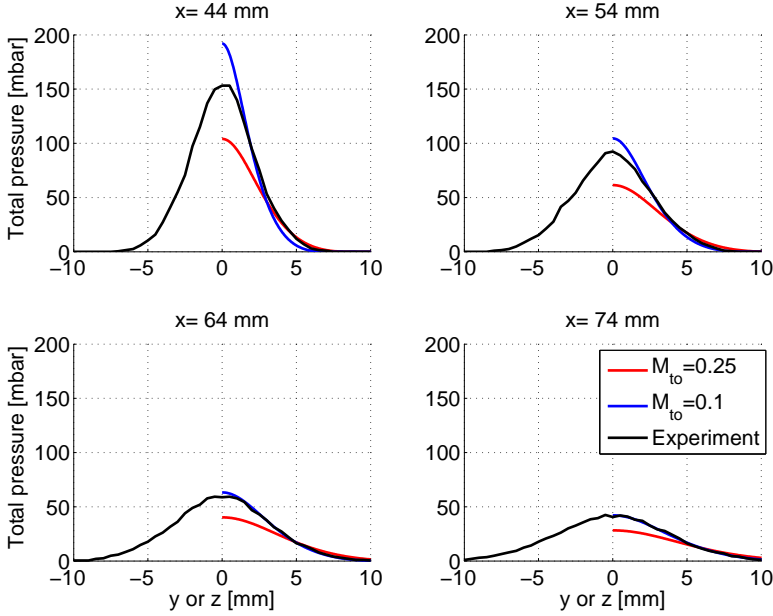 x= 44 mm
x= 54 mm
200
150
100
50
0
Total pressure [mbar]
−10 −5 0 5 10
200
150
100
50
0
−10 −5 0 5 10
x= 64 mm
x= 74 mm
200
150
100
50
0
Total pressure [mbar]
−10 −5 0 5 10
y or z [mm]
200
150
100
50
0
−10 −5 0 5 10
y or z [mm]
M_to=0.25
M_to=0.1
Experiment